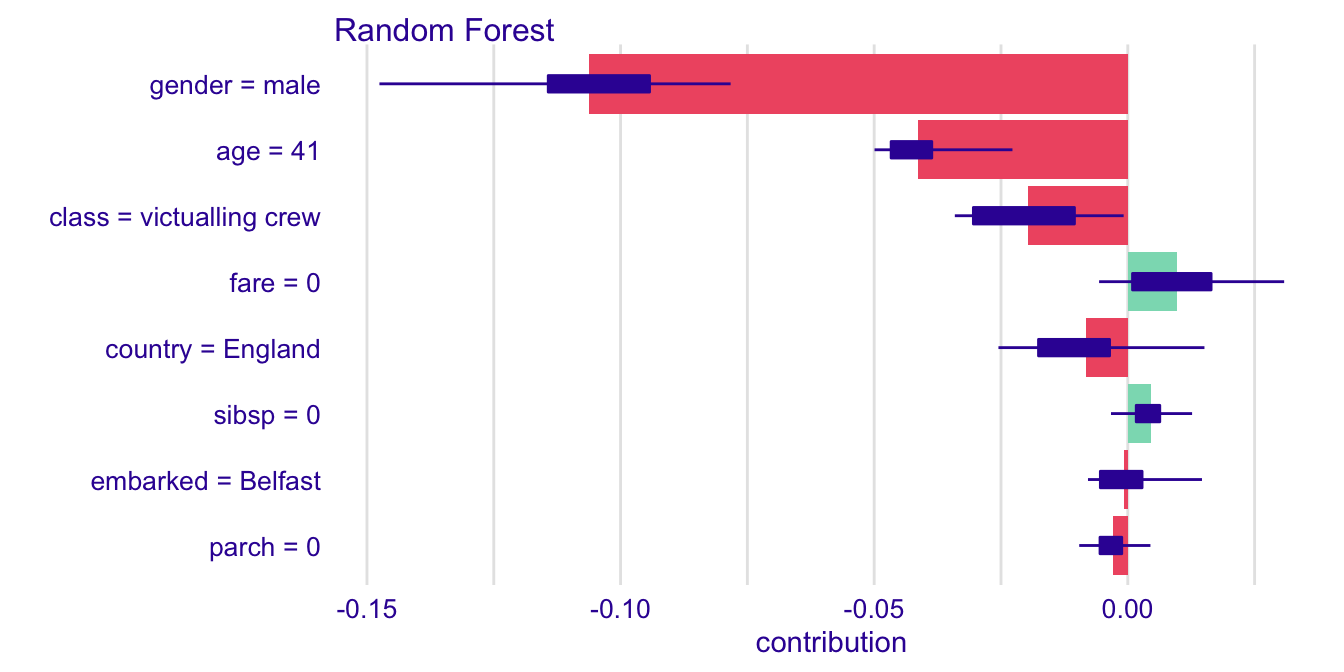 Random Forest
gender = male
age = 41
class = victualling crew
fare = 0
country = England
sibsp = 0
embarked = Belfast
parch = 0
-0.15 -0.10 -0.05 0.00
contribution